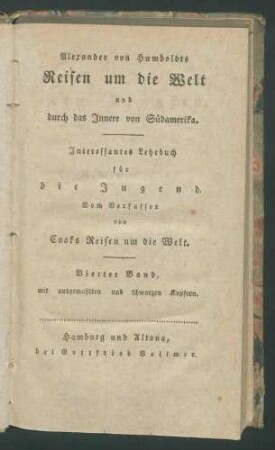 Alexander von Humboldts
Reisen um die Welt
und
durch das Innere von Südamerika.
Interessantes Lehrbuch
für
die Jugend.
Vom Verfasser
von
Cooks Reisen um die Welt.
Vierter Band,
mit ausgemahlten und schwarzen Kupfern.
Hamburg und Altona,
bei Gottfried Vollmer.